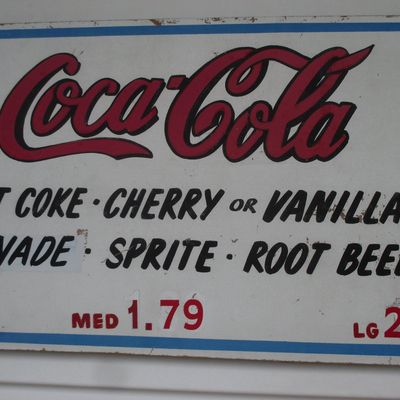 Coca-Cola
T COKE · CHERRY OR VANILLA
NADE · SPRITE · ROOT BEE
MED 1.79 LG 2